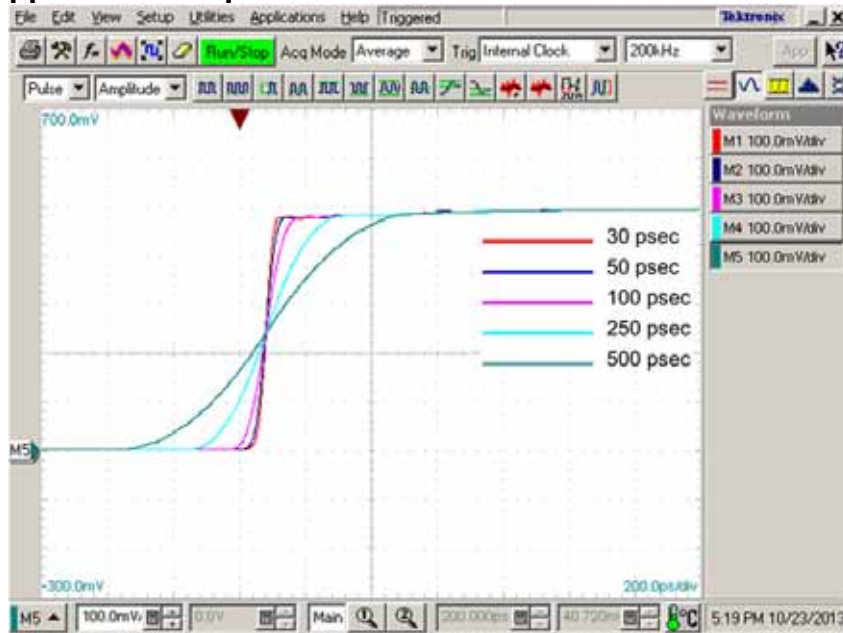 File Edit View Setup Utilities Applications Help Triggered Tektronix
Run/Stop Acq Mode Average Trig Internal Clock 200kHz App
Pulse Amplitude
700.0mV
Waveform
M1 100.0mV/div
M2 100.0mV/div
M3 100.0mV/div
M4 100.0mV/div
M5 100.0mV/div
30 psec
50 psec
100 psec
250 psec
500 psec
M5
-300.0mV 200.0ps/div
M5 100.0mV/ 0.0V Main 200.000ps °C 5:19 PM 10/23/2013